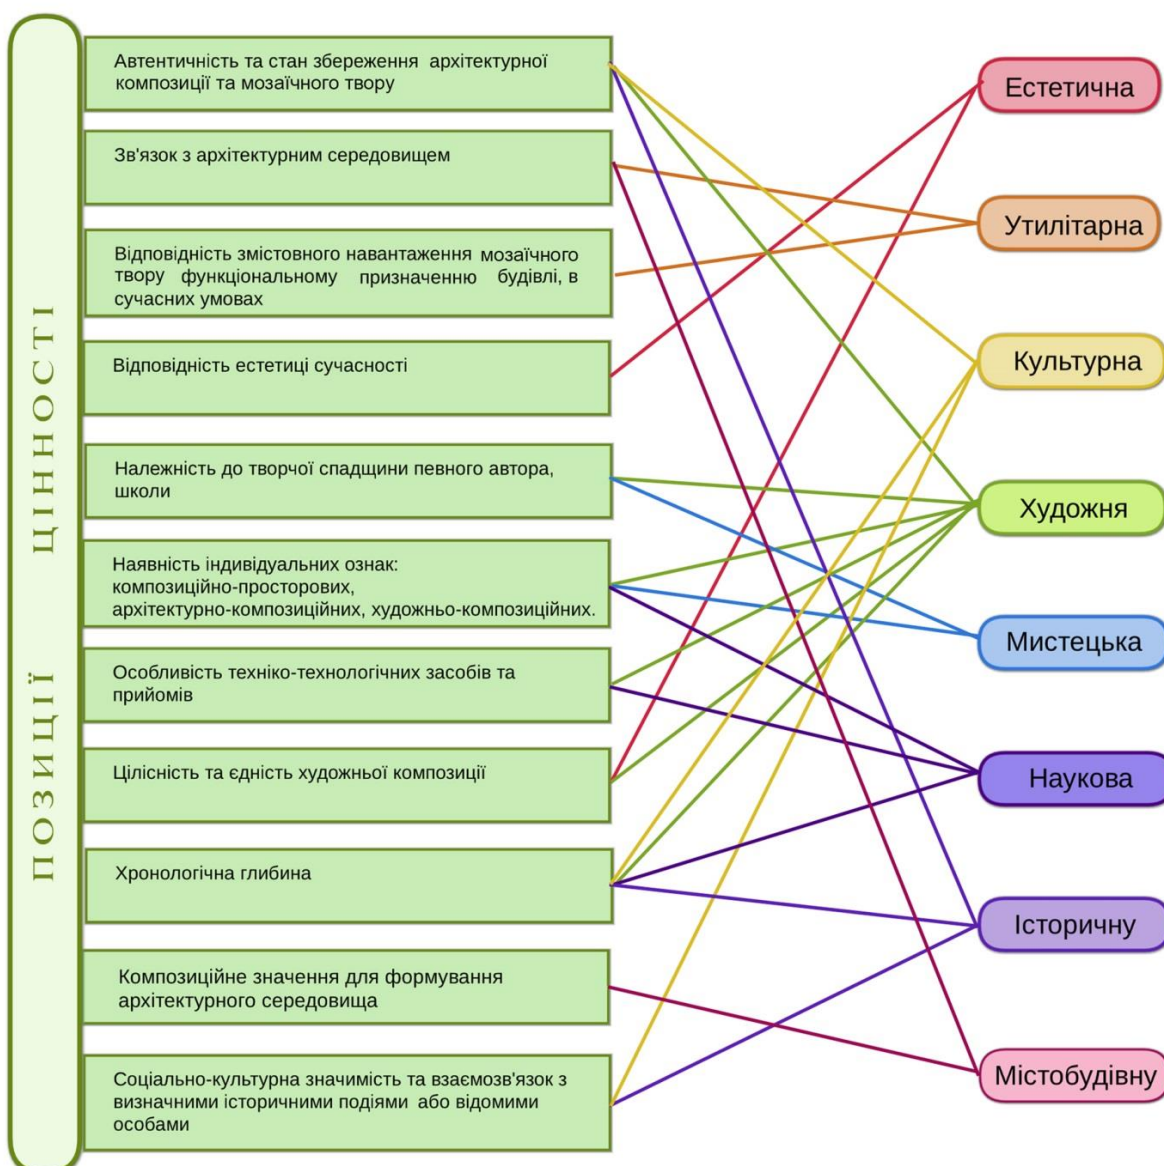 ПОЗИЦІЇ ЦІННОСТІ
Автентичність та стан збереження архітектурної
композиції та мозаїчного твору
Зв'язок з архітектурним середовищем
Відповідність змістовного навантаження мозаїчного
твору функціональному призначенню будівлі, в
сучасних умовах
Відповідність естетиці сучасності
Належність до творчої спадщини певного автора,
школи
Наявність індивідуальних ознак:
композиційно-просторових,
архітектурно-композиційних, художньо-композиційних.
Особливість техніко-технологічних засобів та
прийомів
Цілісність та єдність художньої композиції
Хронологічна глибина
Композиційне значення для формування
архітектурного середовища
Соціально-культурна значимість та взаємозв'язок з
визначними історичними подіями або відомими
особами
Естетична
Утилітарна
Культурна
Художня
Мистецька
Наукова
Історичну
Містобудівну